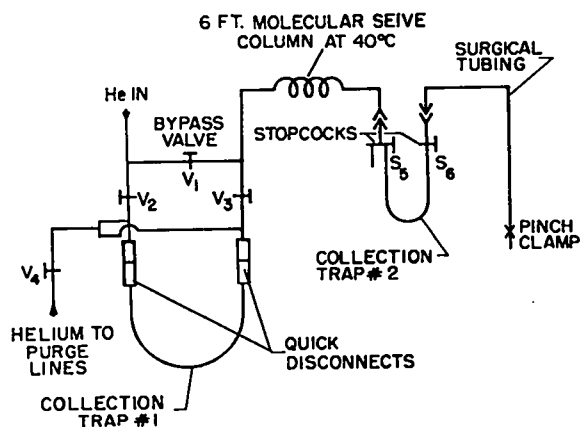 6 FT. MOLECULAR SEIVE
COLUMN AT 40°C
SURGICAL
TUBING
He IN
BYPASS
VALVE
V1
STOPCOCKS
S5
S6
V2
V3
PINCH
CLAMP
COLLECTION
TRAP #2
V4
HELIUM TO
PURGE
LINES
QUICK
DISCONNECTS
COLLECTION
TRAP #1